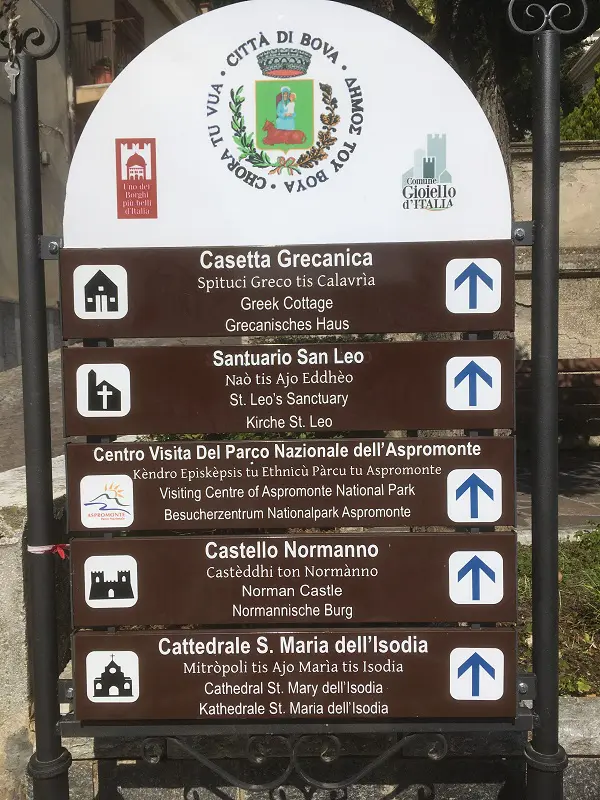 CITTÀ DI BOVA · ΔΗΜΟΣ ΤΟΥ ΒΟΥΑ · CHÒRA TU VUA ·
Uno dei
Borghi
più belli
d'Italia
Comune
Gioiello
d'ITALIA
Casetta Grecanica
Spituci Greco tis Calavrìa
Greek Cottage
Grecanisches Haus
Santuario San Leo
Naò tis Ajo Eddhèo
St. Leo's Sanctuary
Kirche St. Leo
Centro Visita Del Parco Nazionale dell'Aspromonte
Kèndro Episkèpsis tu Ethnicù Pàrcu tu Aspromonte
Visiting Centre of Aspromonte National Park
Besucherzentrum Nationalpark Aspromonte
ASPROMONTE
Castello Normanno
Castèddhi ton Normànno
Norman Castle
Normannische Burg
Cattedrale S. Maria dell'Isodia
Mitròpoli tis Ajo Marìa tis Isodia
Cathedral St. Mary dell'Isodia
Kathedrale St. Maria dell'Isodia